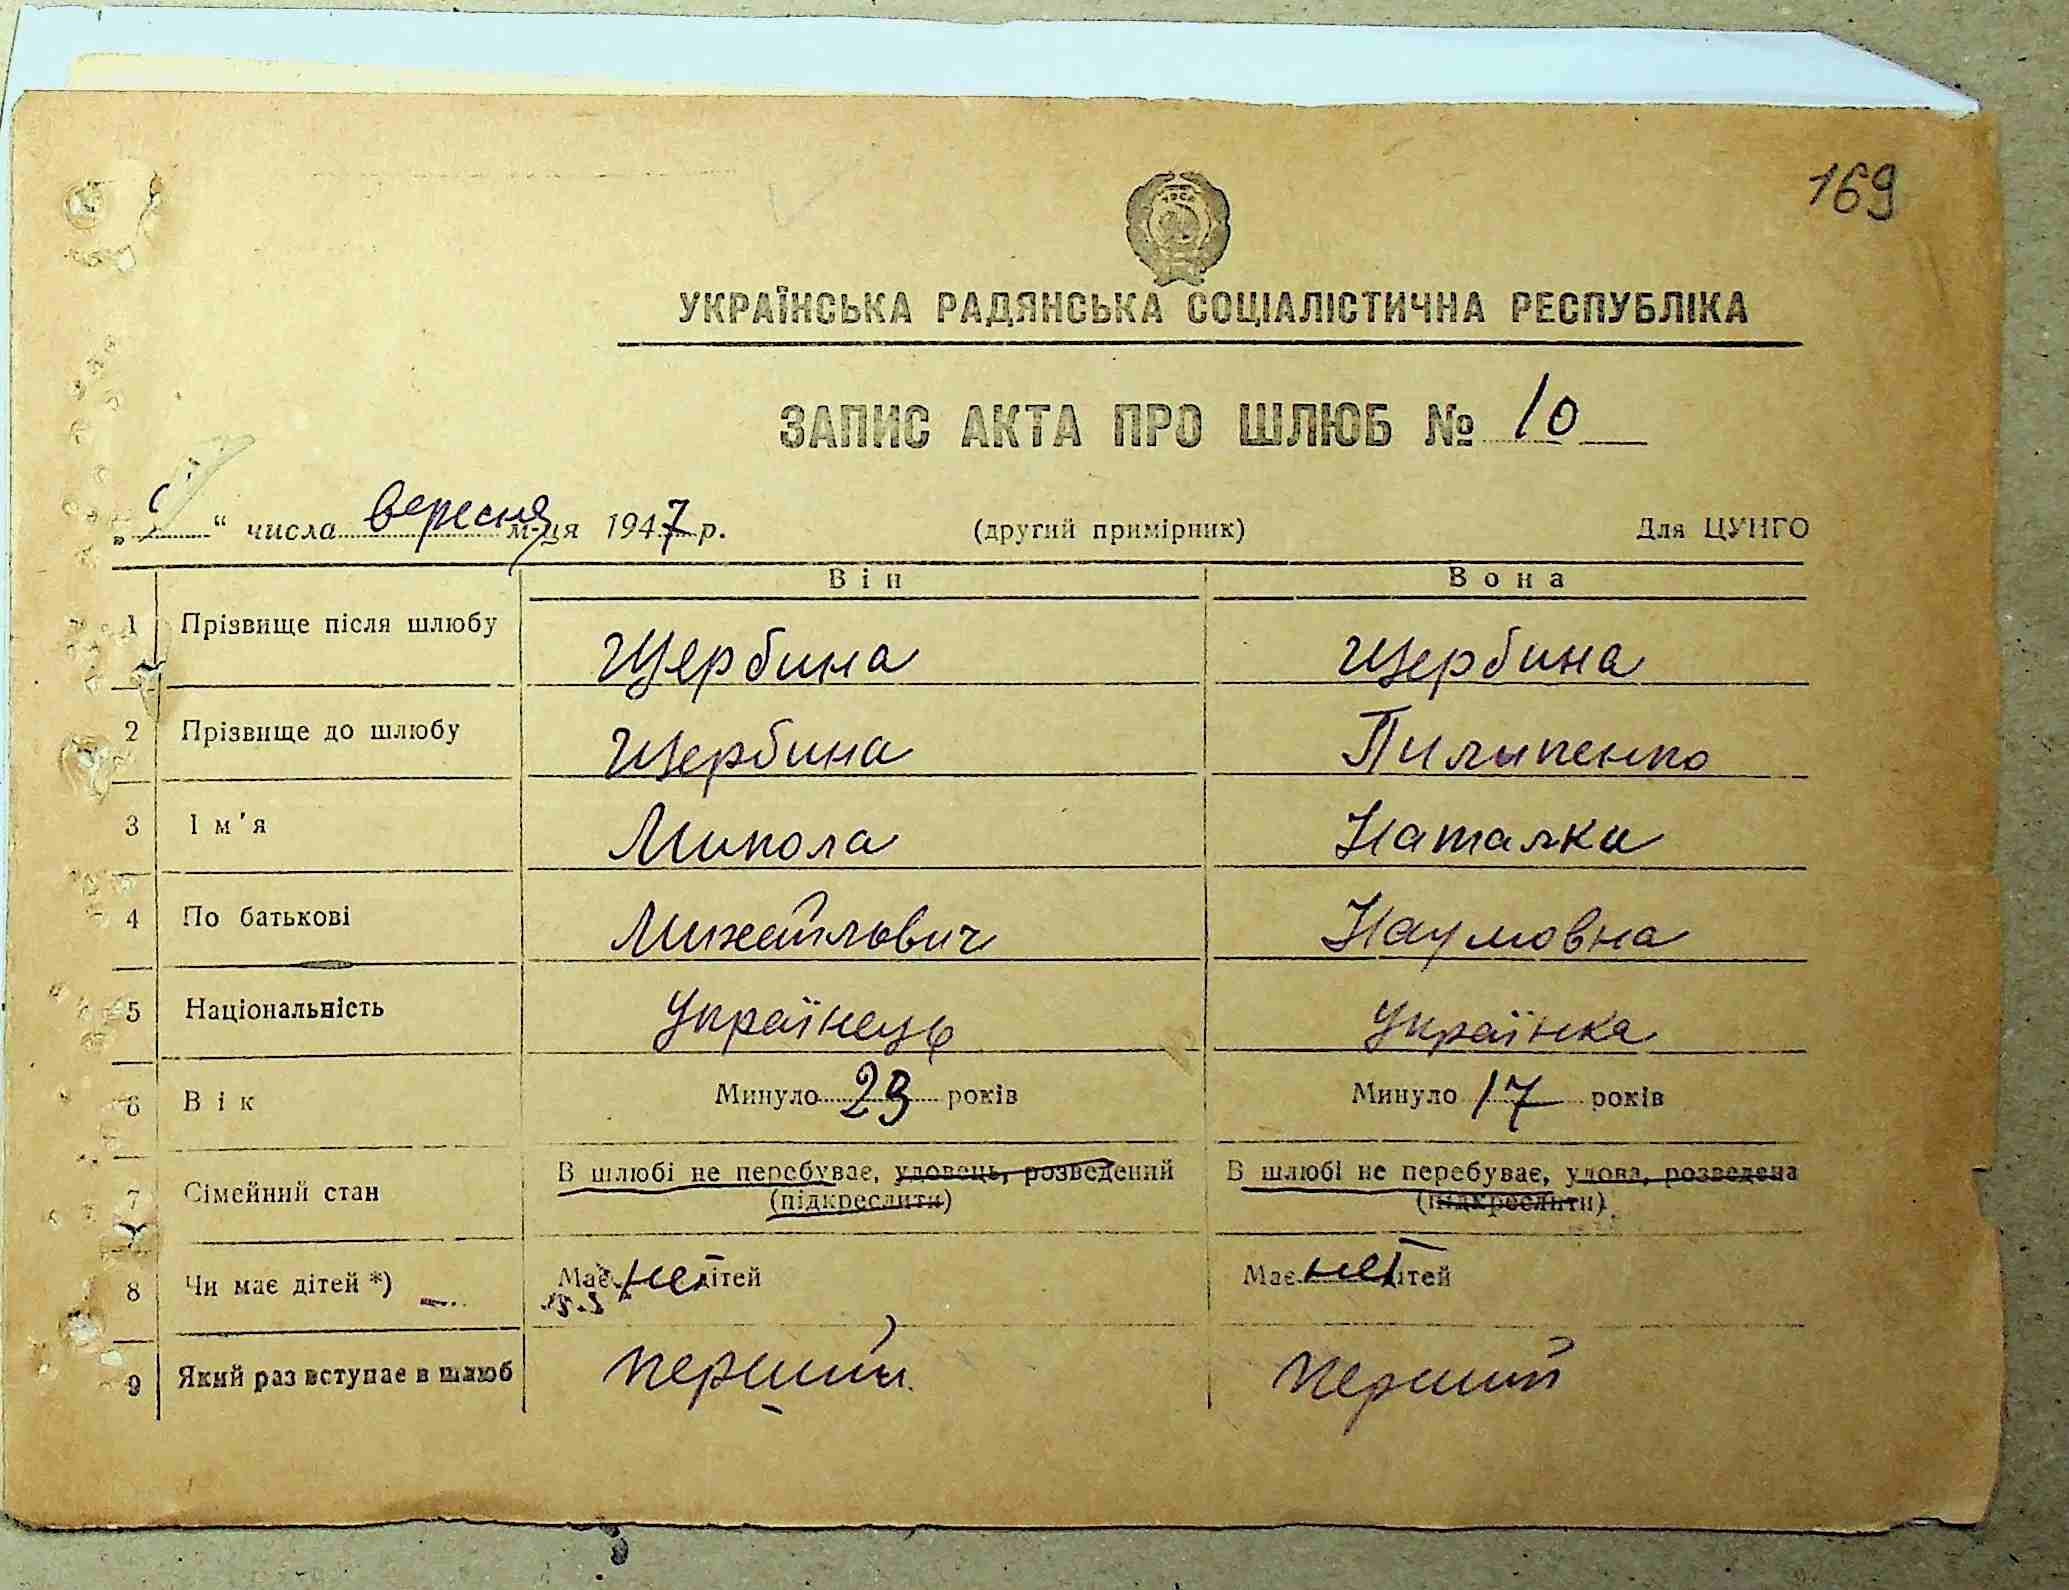 169
УКРАЇНСЬКА РАДЯНСЬКА СОЦІАЛІСТИЧНА РЕСПУБЛІКА
ЗАПИС АКТА ПРО ШЛЮБ № 10
„ “ числа вересня м-ця 1947 р. (другий примірник) Для ЦУНГО
Він Вона
1 Прізвище після шлюбу Щербина Щербина
2 Прізвище до шлюбу Щербина Пилипенко
3 Ім'я Микола Наталка
4 По батькові Михайлович Наумовна
5 Національність Українець Українка
6 Вік Минуло 23 років Минуло 17 років
7 Сімейний стан В шлюбі не перебуває, удовець, розведений В шлюбі не перебуває, удова, розведена
(підкреслити) (підкреслити)
8 Чи має дітей *) Має нет дітей Має нет дітей
9 Який раз вступає в шлюб перший перший